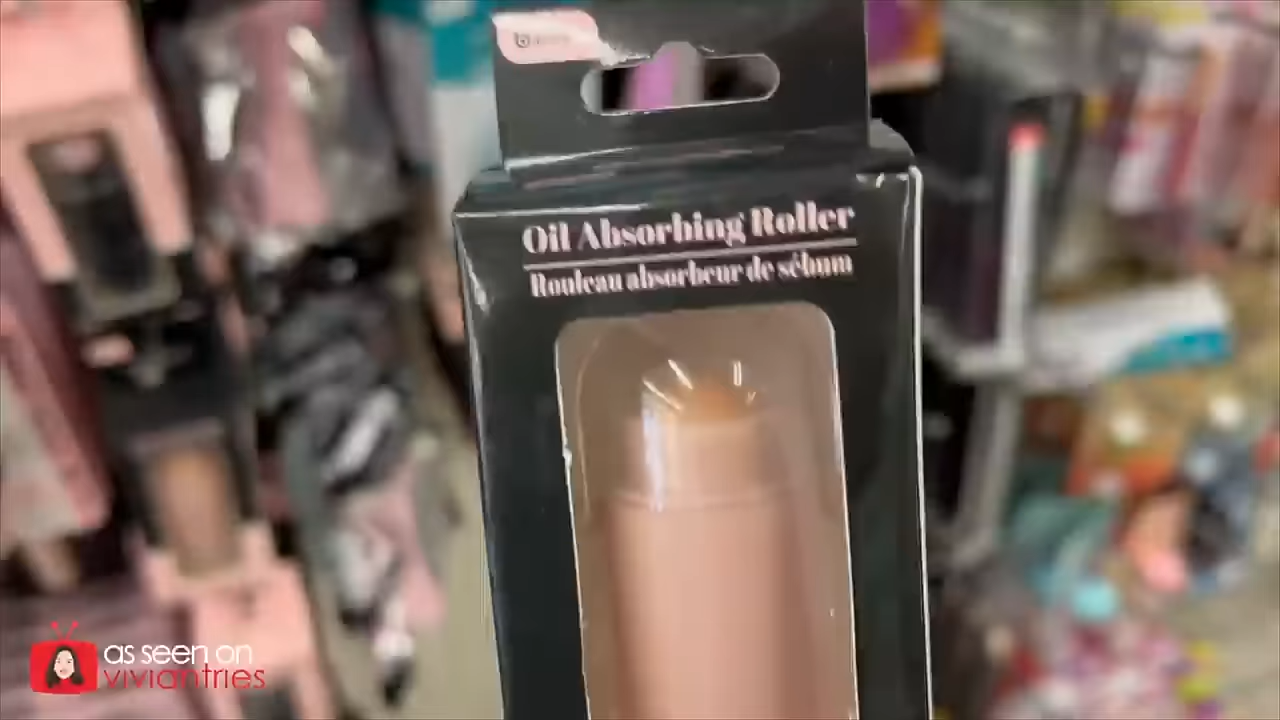 Oil Absorbing Roller
Rouleau absorbeur de sébum
as seen on
viviantries